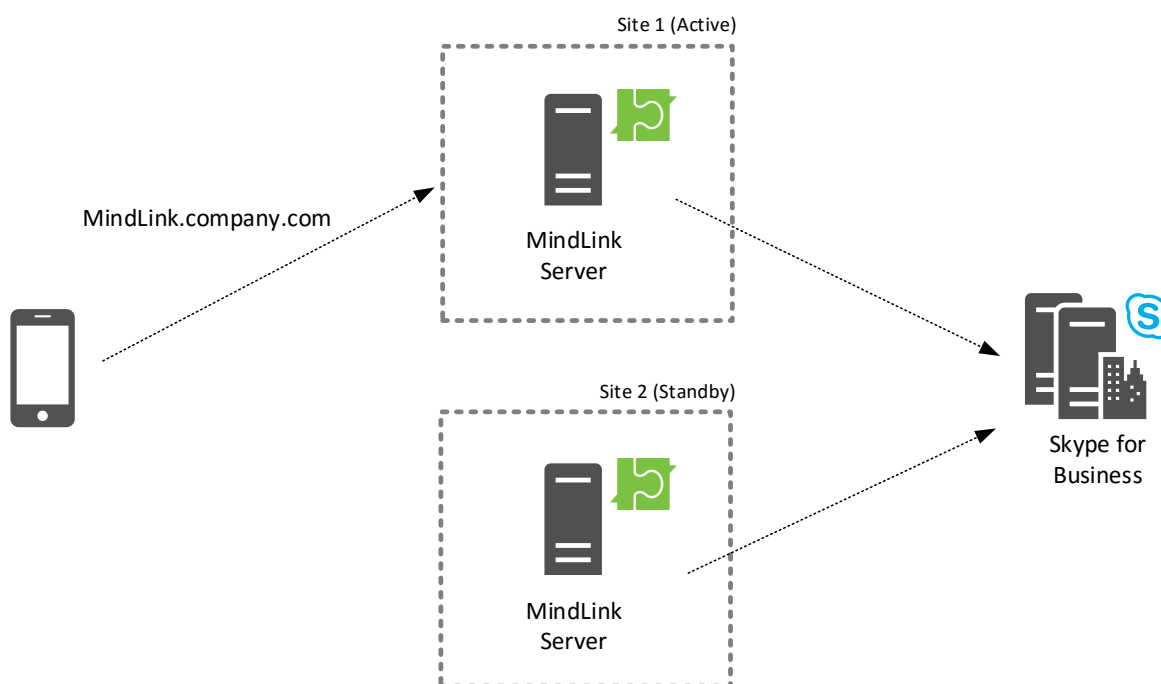 Site 1 (Active)
MindLink.company.com
MindLink
Server
Site 2 (Standby)
Skype for
Business
MindLink
Server